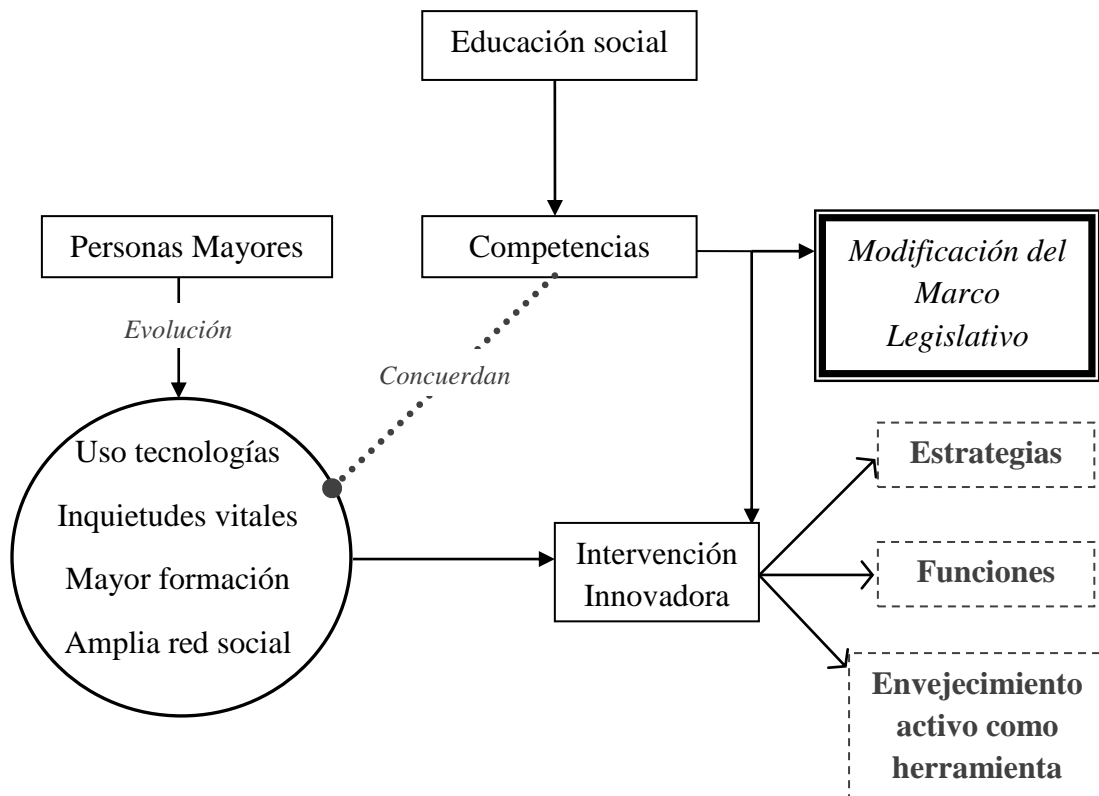 Educación social
Personas Mayores
Competencias
Modificación del
Marco
Legislativo
Evolución
Concuerdan
Uso tecnologías
Inquietudes vitales
Mayor formación
Amplia red social
Intervención
Innovadora
Estrategias
Funciones
Envejecimiento
activo como
herramienta